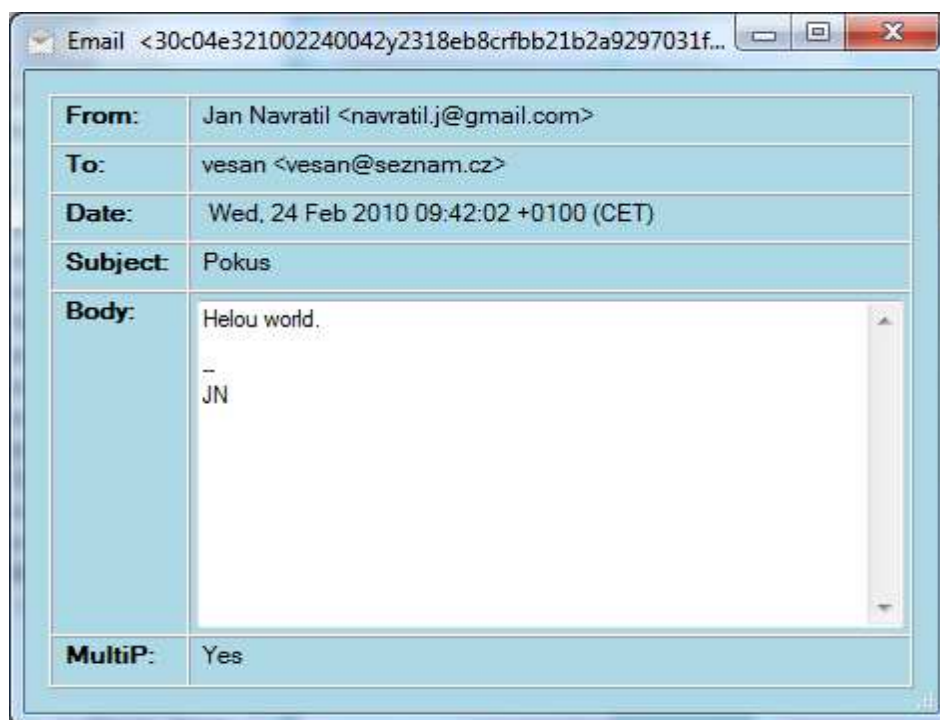 Email <30c04e321002240042y2318eb8crfbb21b2a9297031f...
From: Jan Navratil <navratil.j@gmail.com>
To: vesan <vesan@seznam.cz>
Date: Wed, 24 Feb 2010 09:42:02 +0100 (CET)
Subject: Pokus
Body: Helou world.
--
JN
MultiP: Yes